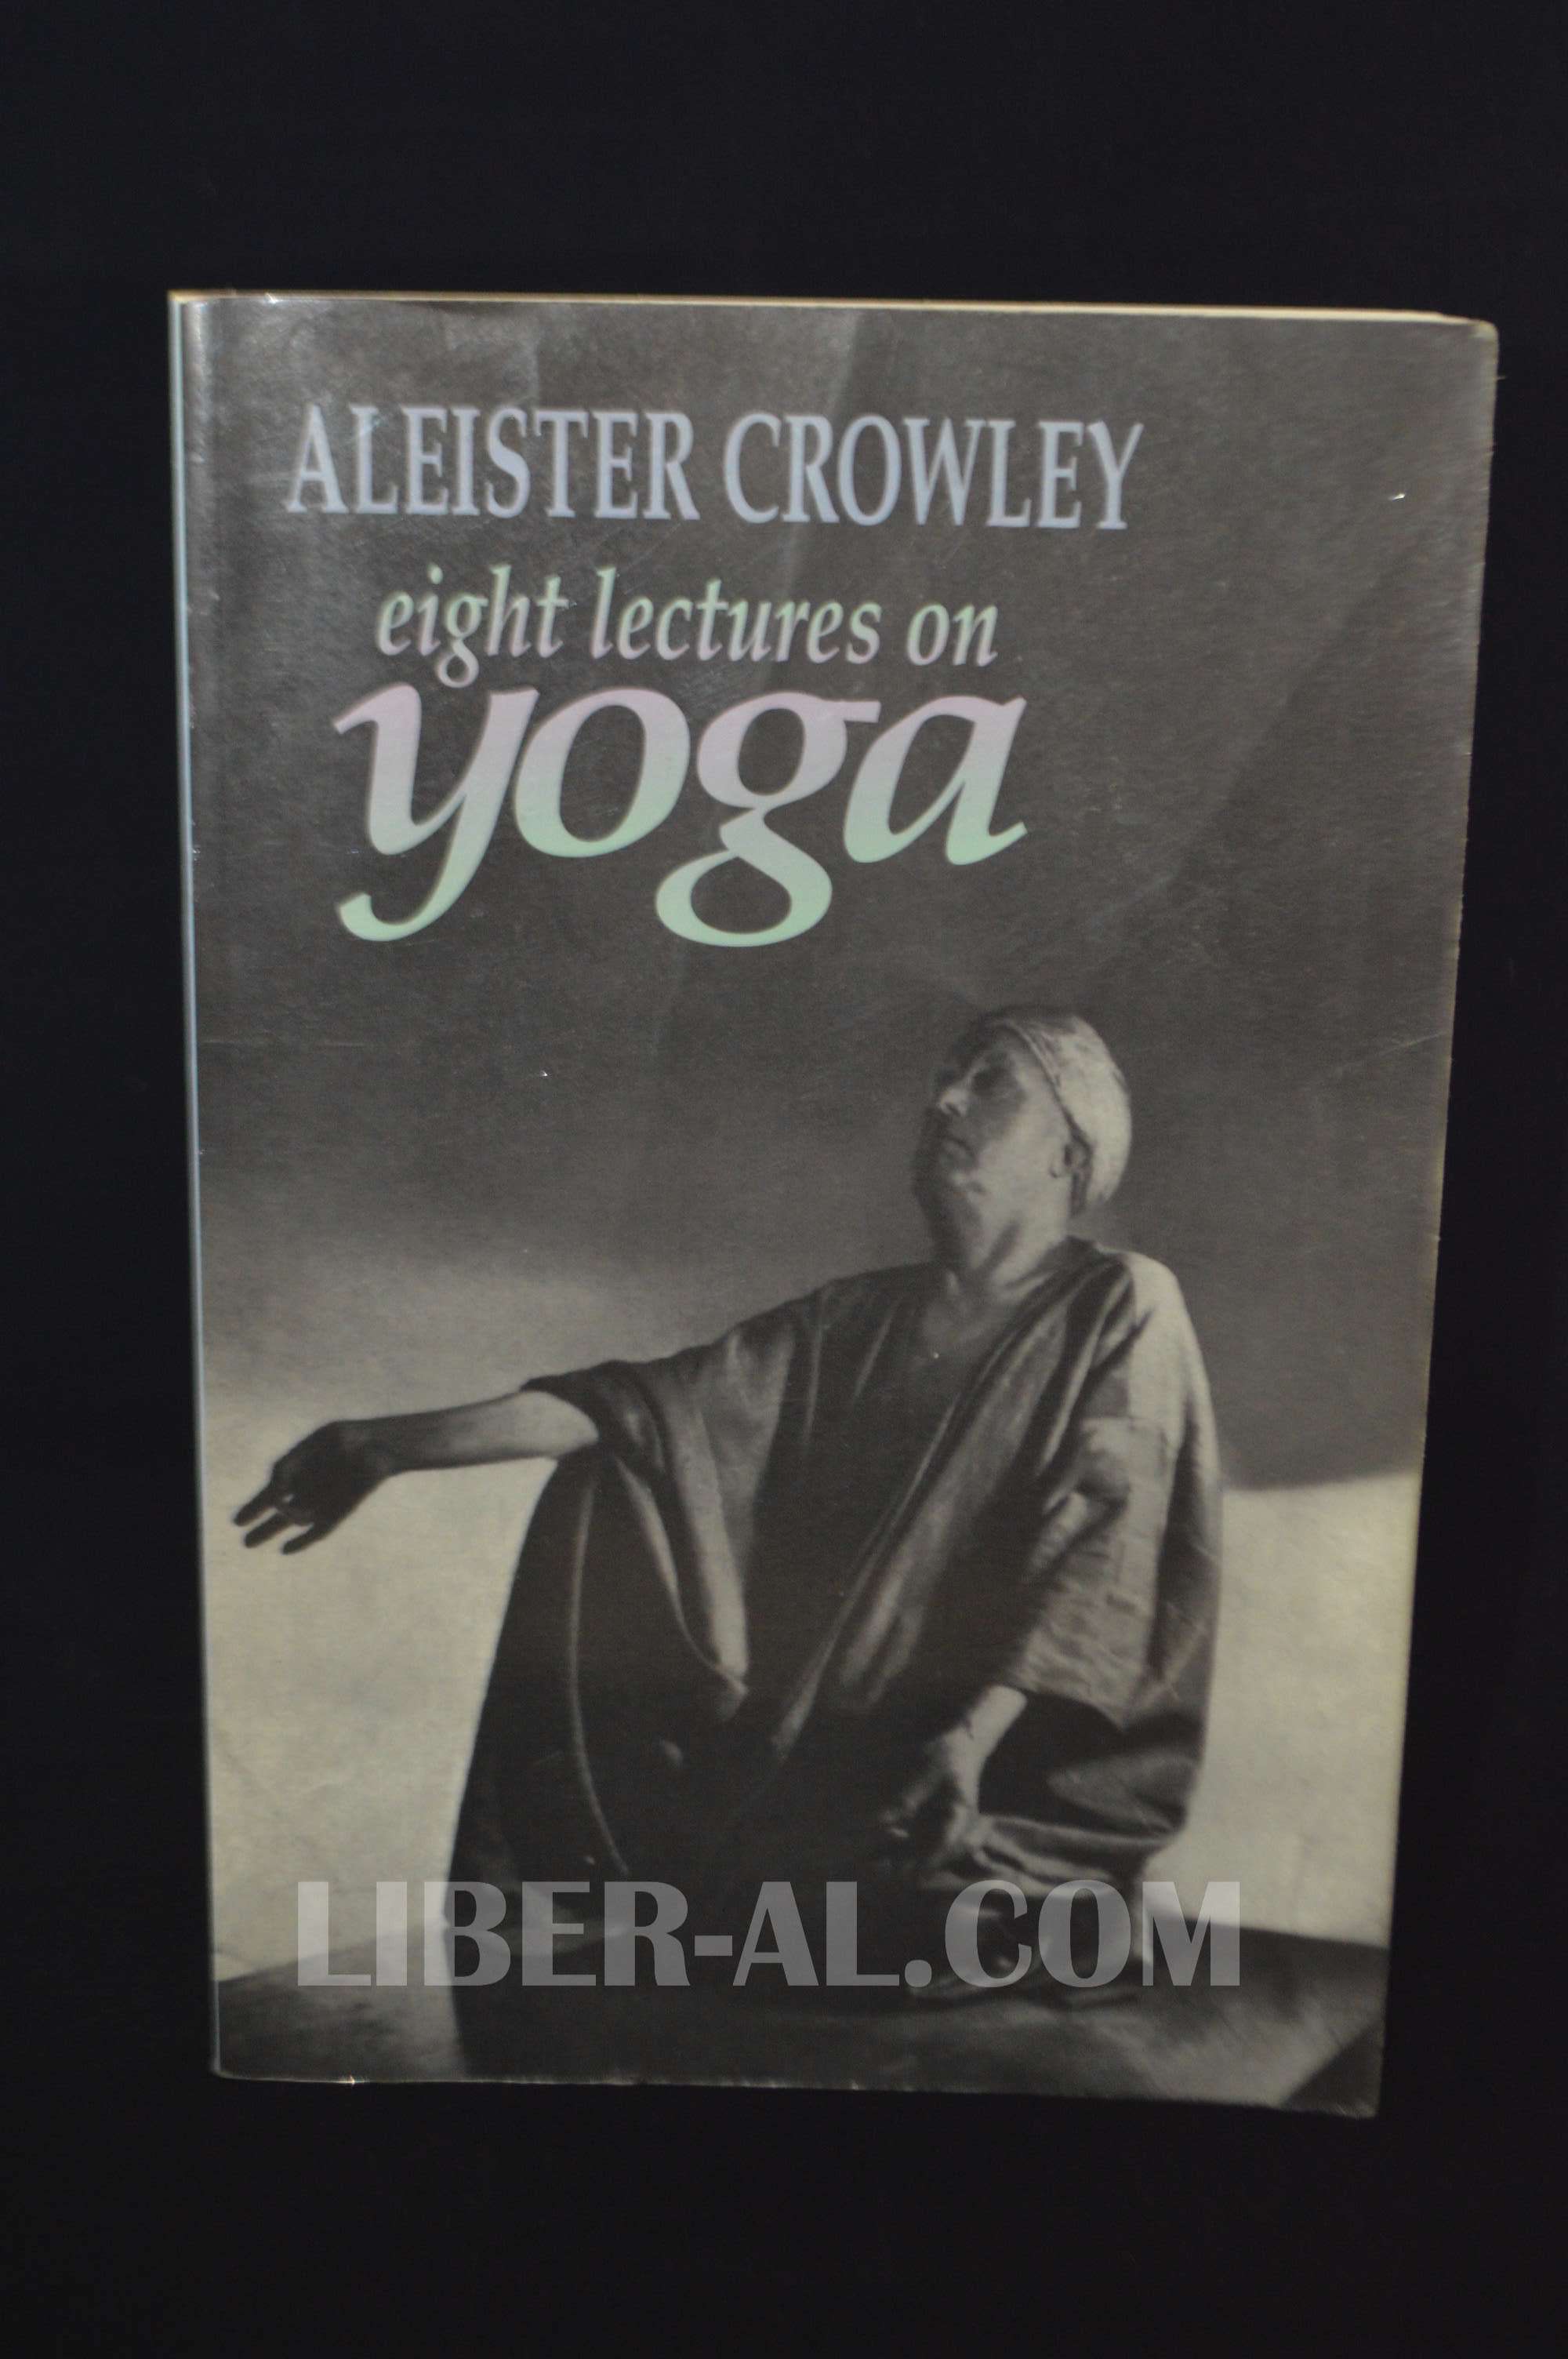 ALEISTER CROWLEY
eight lectures on
yoga
LIBER-AL.COM